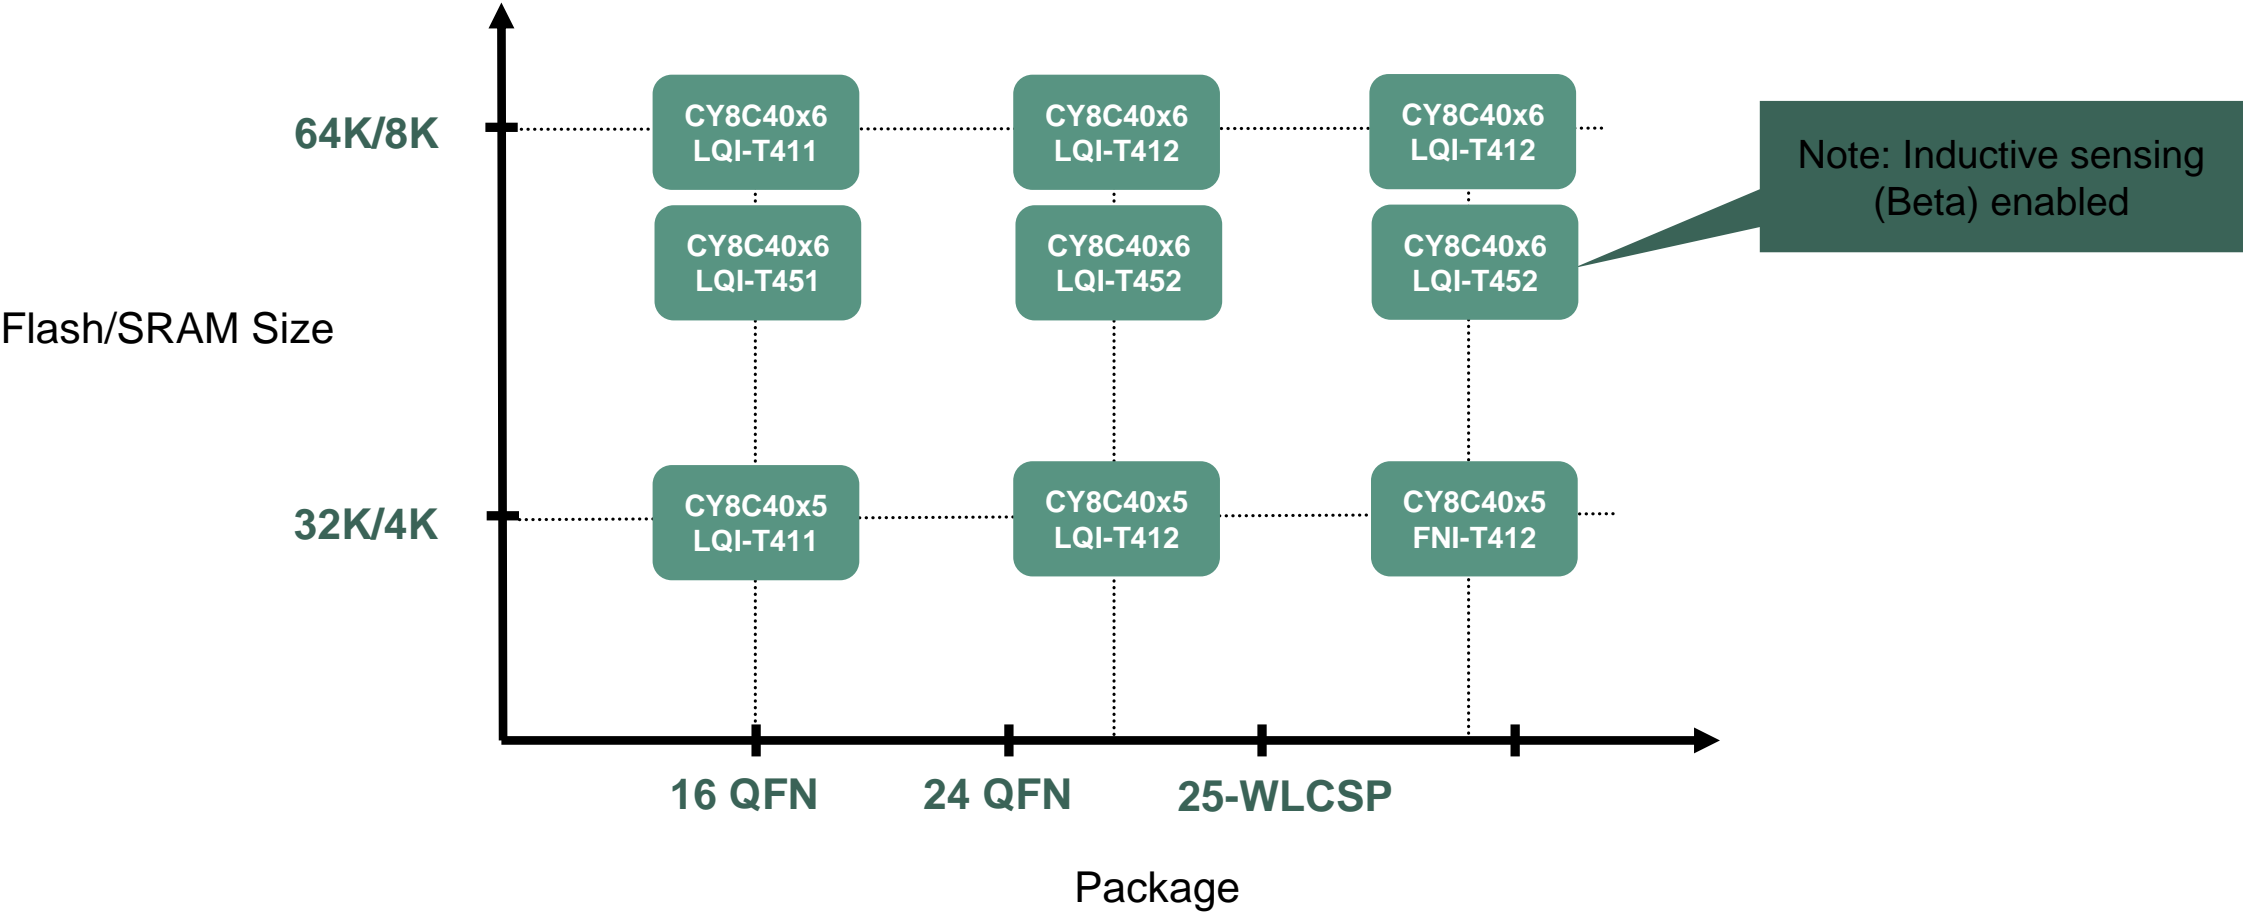 64K/8K
CY8C40x6
LQI-T411
CY8C40x6
LQI-T412
CY8C40x6
LQI-T412
Note: Inductive sensing
(Beta) enabled
CY8C40x6
LQI-T451
CY8C40x6
LQI-T452
CY8C40x6
LQI-T452
Flash/SRAM Size
32K/4K
CY8C40x5
LQI-T411
CY8C40x5
LQI-T412
CY8C40x5
FNI-T412
16 QFN
24 QFN
25-WLCSP
Package